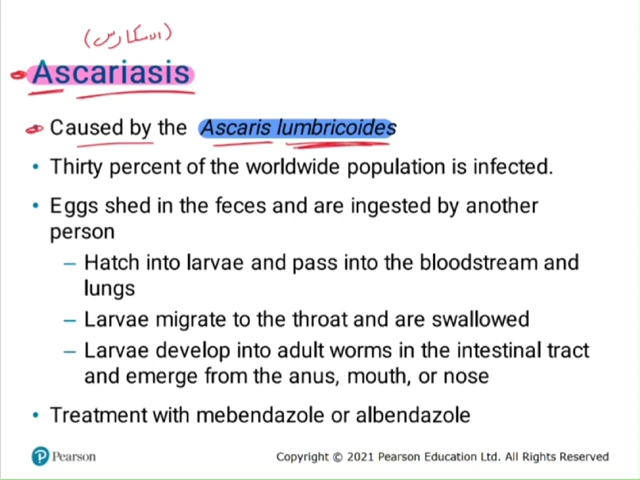 (الاسكارس)
Ascariasis
Caused by the Ascaris lumbricoides
• Thirty percent of the worldwide population is infected.
• Eggs shed in the feces and are ingested by another
person
– Hatch into larvae and pass into the bloodstream and
lungs
– Larvae migrate to the throat and are swallowed
– Larvae develop into adult worms in the intestinal tract
and emerge from the anus, mouth, or nose
• Treatment with mebendazole or albendazole
Pearson
Copyright © 2021 Pearson Education Ltd. All Rights Reserved